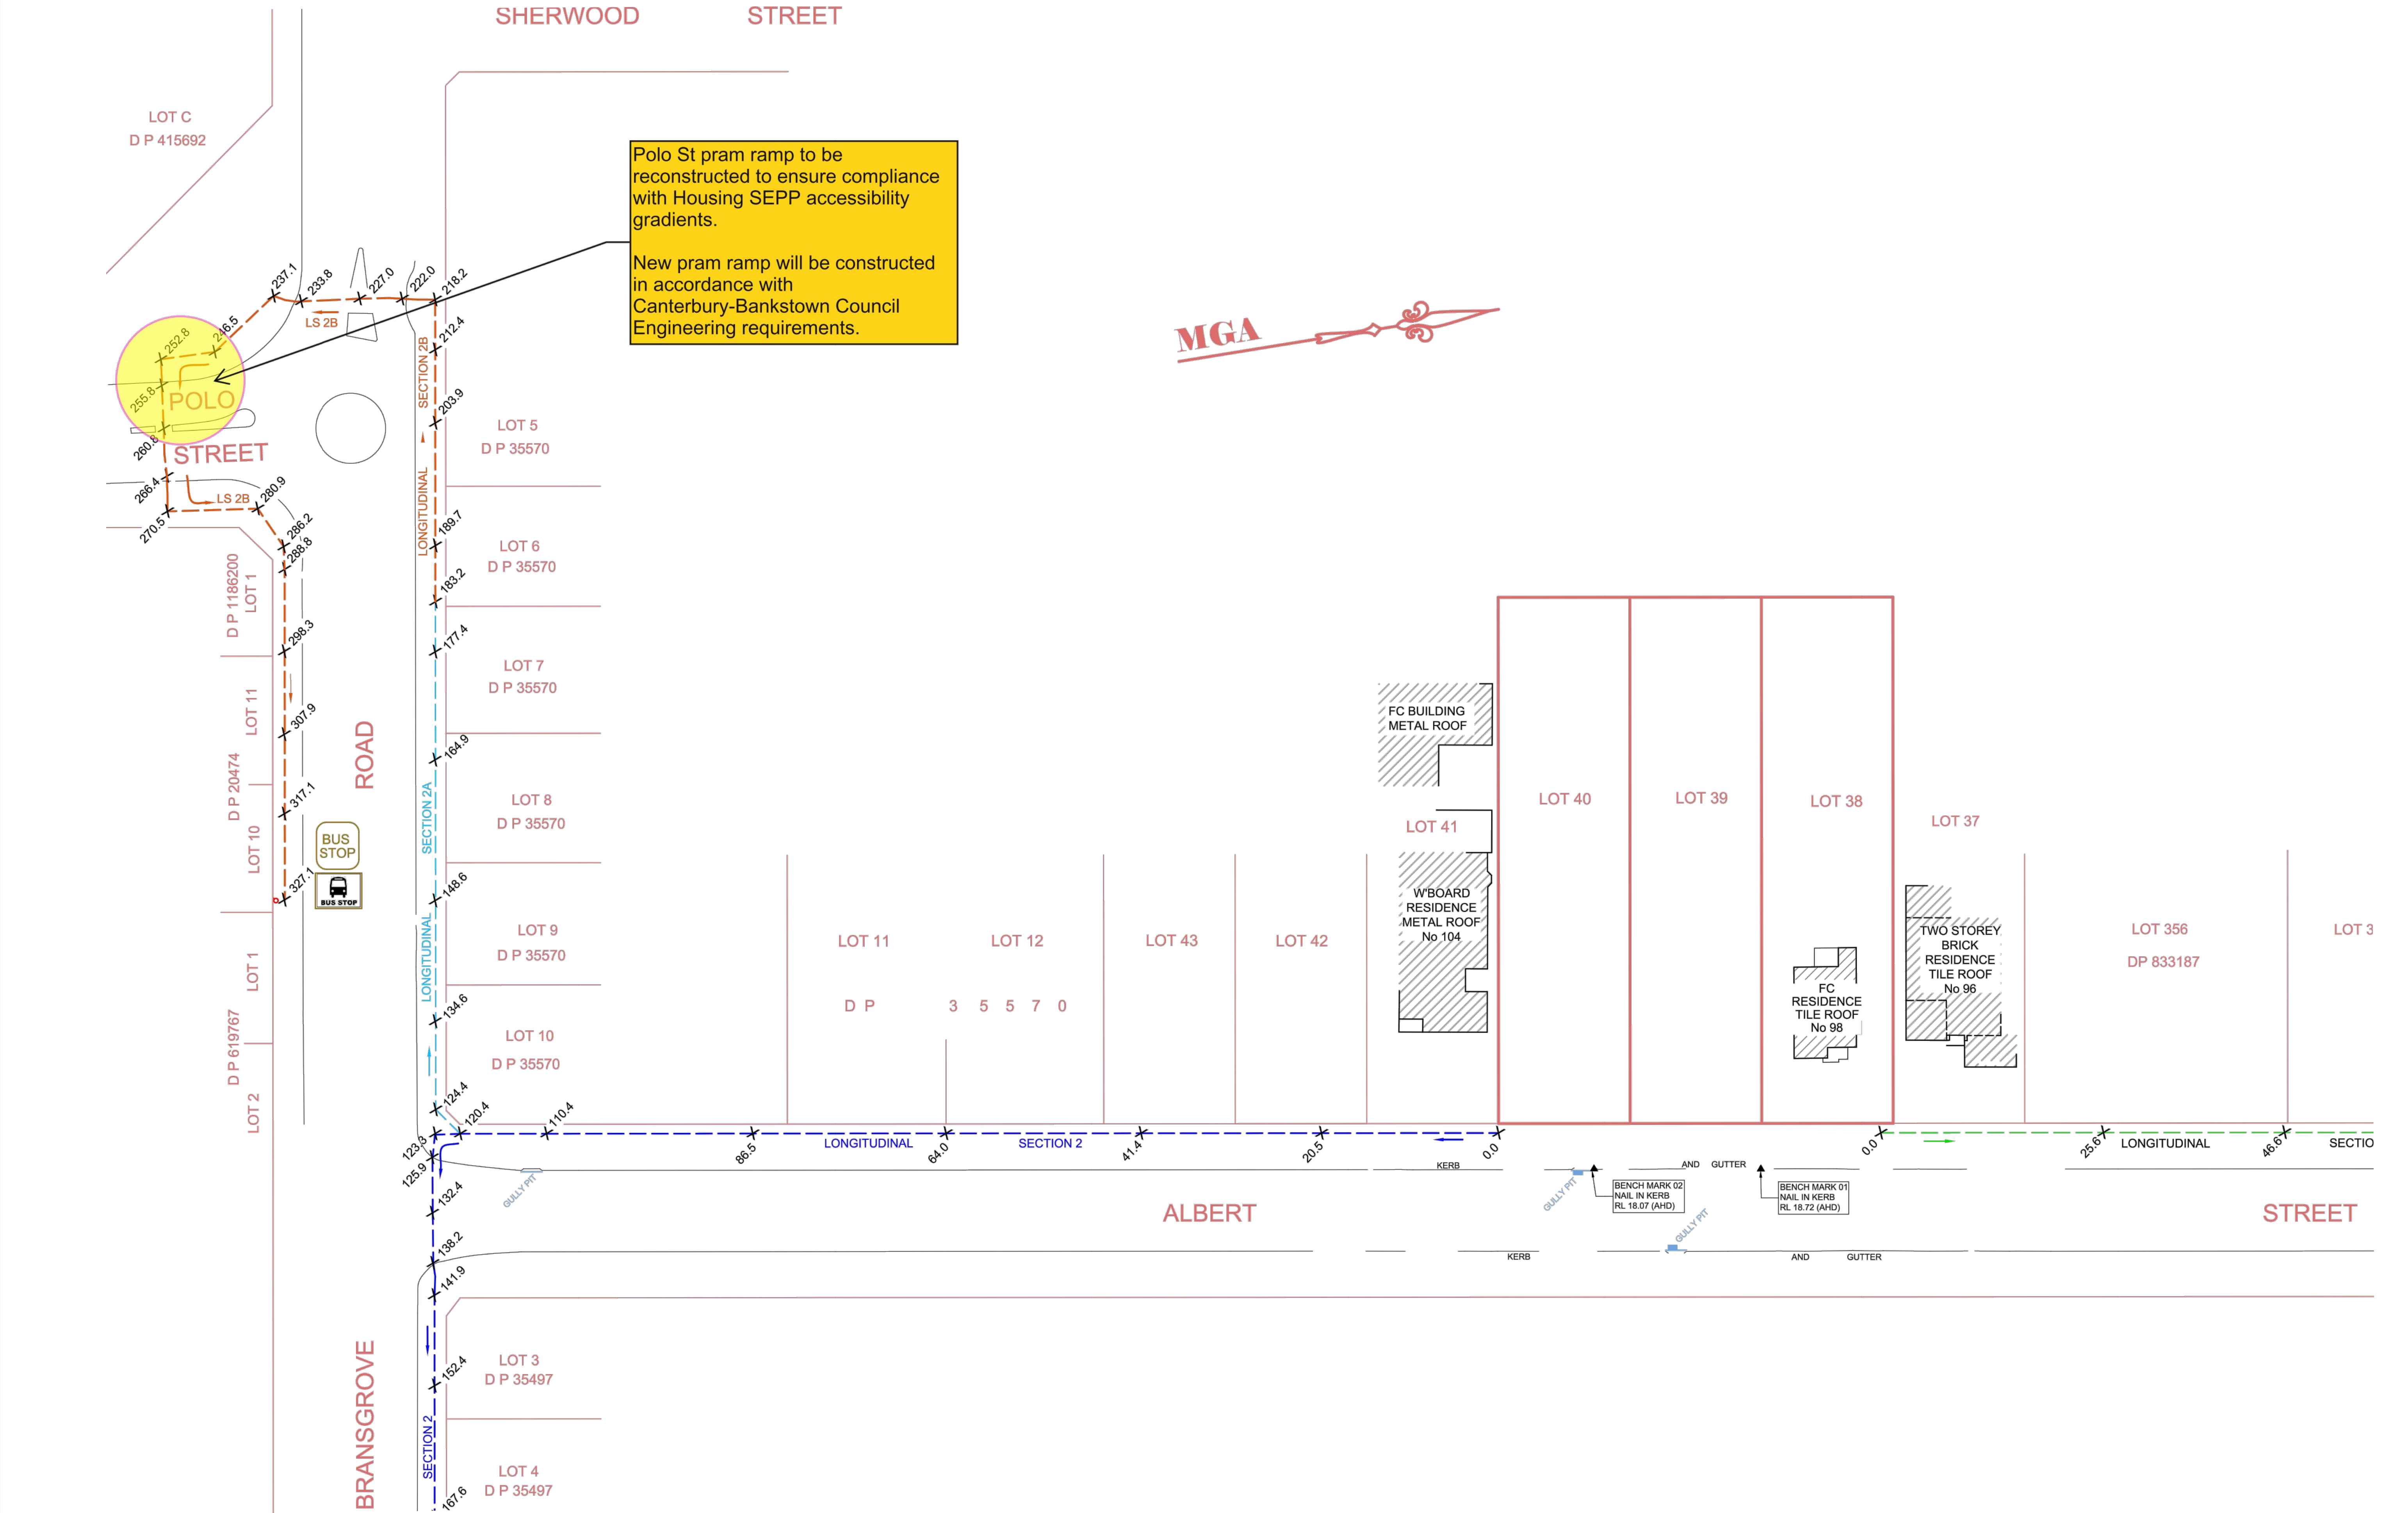 SHERWOOD STREET
LOT C
D P 415692
Polo St pram ramp to be
reconstructed to ensure compliance
with Housing SEPP accessibility
gradients.
New pram ramp will be constructed
in accordance with
Canterbury-Bankstown Council
Engineering requirements.
237.1
233.8
227.0
222.0
218.2
LS 2B
212.4
246.5
252.8
255.8
POLO
260.8
STREET
266.4
LS 2B
280.9
270.5
286.2
288.8
298.3
307.9
317.1
327.1
SECTION 2B
LONGITUDINAL
203.9
189.7
183.2
177.4
164.9
SECTION 2A
148.6
LONGITUDINAL
134.6
124.4
MGA
LOT 5
D P 35570
LOT 6
D P 35570
LOT 7
D P 35570
LOT 8
D P 35570
LOT 9
D P 35570
LOT 10
D P 35570
D P 1186200
LOT 1
LOT 11
D P 20474
LOT 10
LOT 1
D P 619767
LOT 2
ROAD
BUS
STOP
BUS STOP
FC BUILDING
METAL ROOF
LOT 40
LOT 39
LOT 38
LOT 37
LOT 41
W'BOARD
RESIDENCE
METAL ROOF
No 104
LOT 11
LOT 12
LOT 43
LOT 42
D P 3 5 5 7 0
FC
RESIDENCE
TILE ROOF
No 98
TWO STOREY
BRICK
RESIDENCE
TILE ROOF
No 96
LOT 356
DP 833187
LOT 3
120.4
110.4
123.3
125.9
86.5
LONGITUDINAL
64.0
SECTION 2
41.4
20.5
0.0
0.0
25.6
LONGITUDINAL
46.6
SECTIO
KERB
AND GUTTER
GULLY PIT
GULLY PIT
BENCH MARK 02
NAIL IN KERB
RL 18.07 (AHD)
BENCH MARK 01
NAIL IN KERB
RL 18.72 (AHD)
GULLY PIT
132.4
ALBERT STREET
138.2
KERB
AND GUTTER
141.9
152.4
LOT 3
D P 35497
BRANSGROVE
SECTION 2
167.6
LOT 4
D P 35497